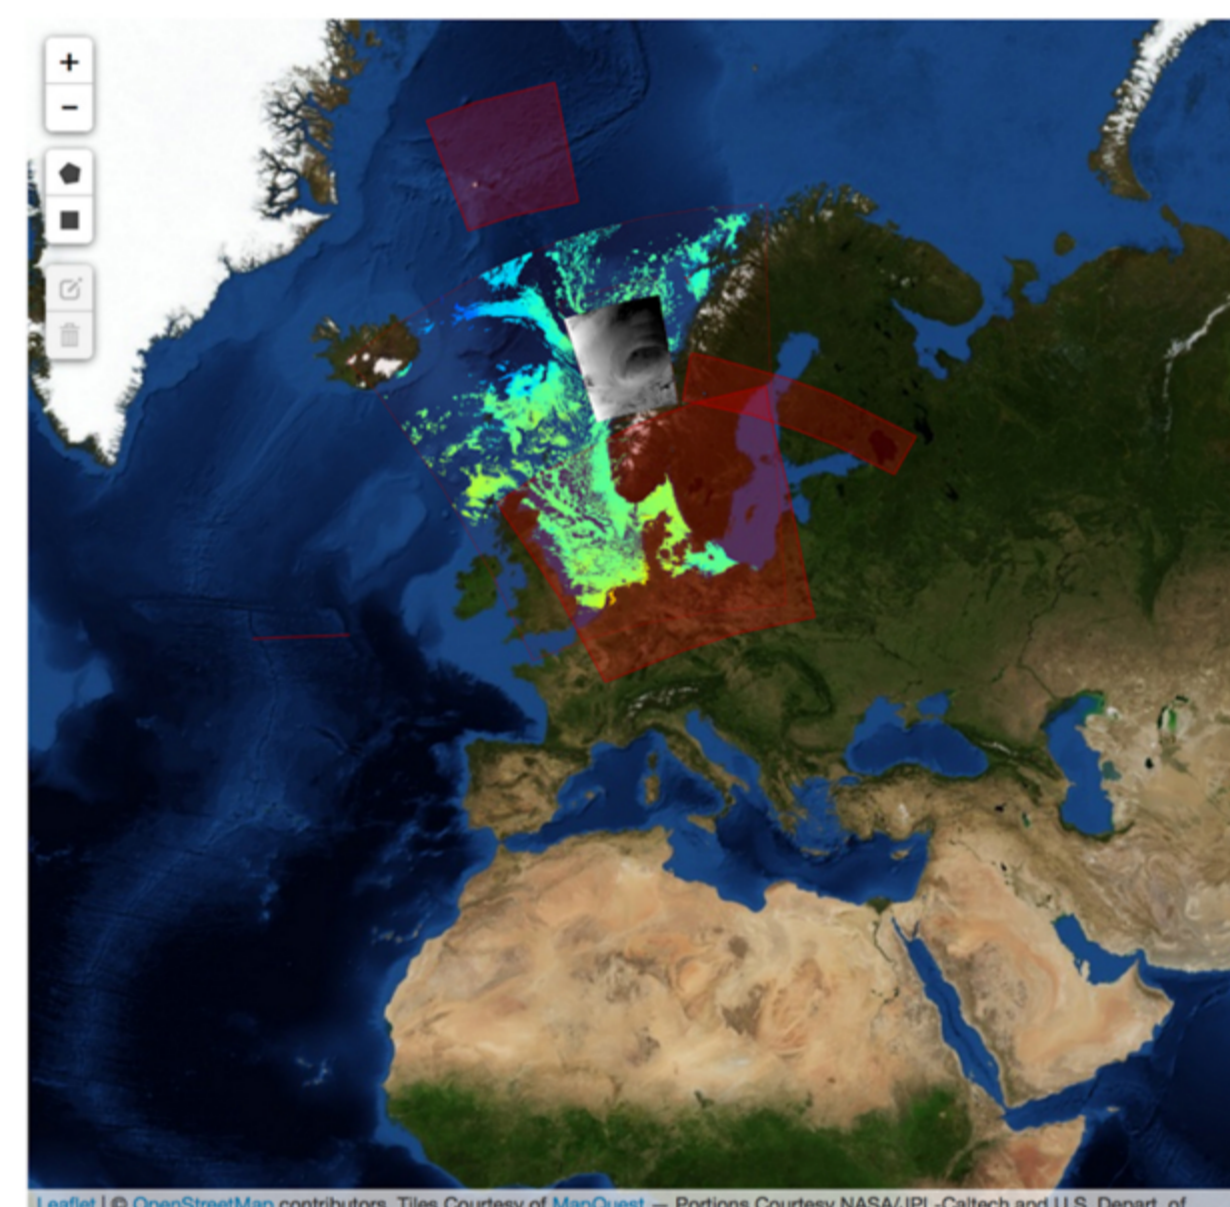 +
−
Leaflet | © OpenStreetMap contributors, Tiles Courtesy of MapQuest — Portions Courtesy NASA/JPL-Caltech and U.S. Depart. of